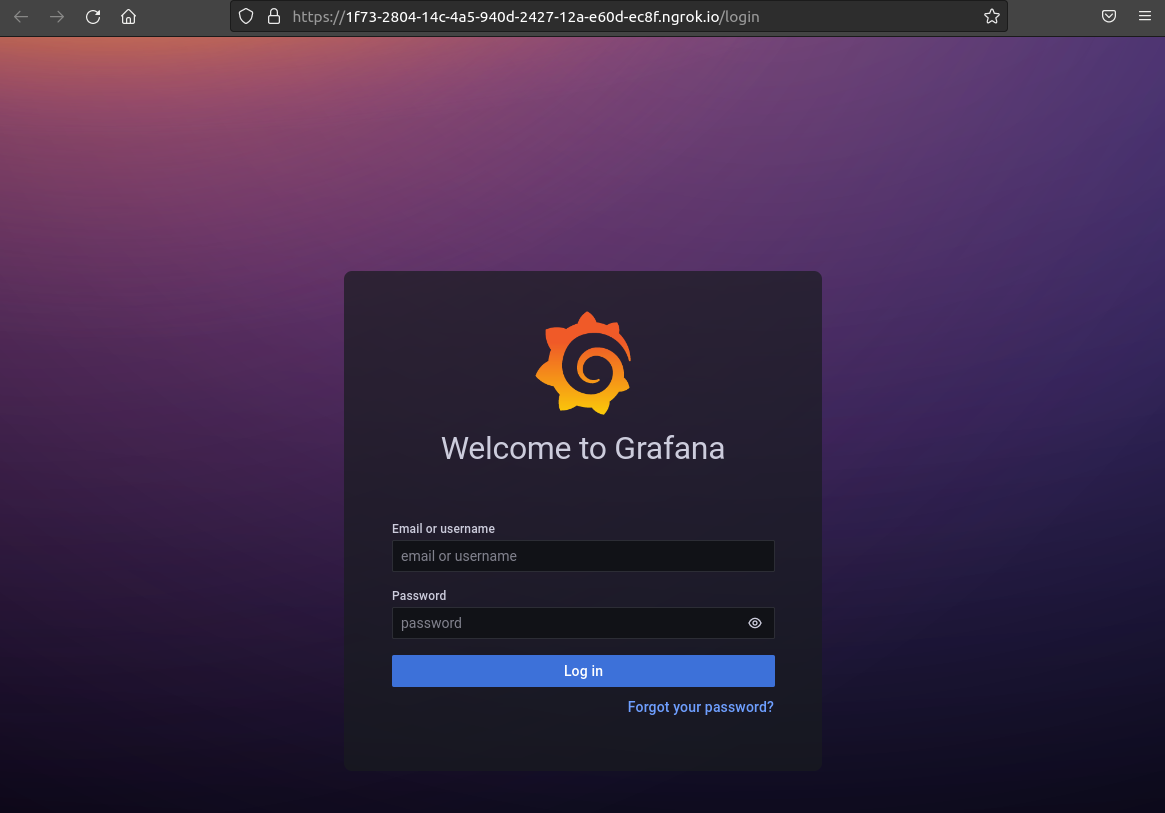 https://1f73-2804-14c-4a5-940d-2427-12a-e60d-ec8f.ngrok.io/login
Welcome to Grafana
Email or username
email or username
Password
password
Log in
Forgot your password?